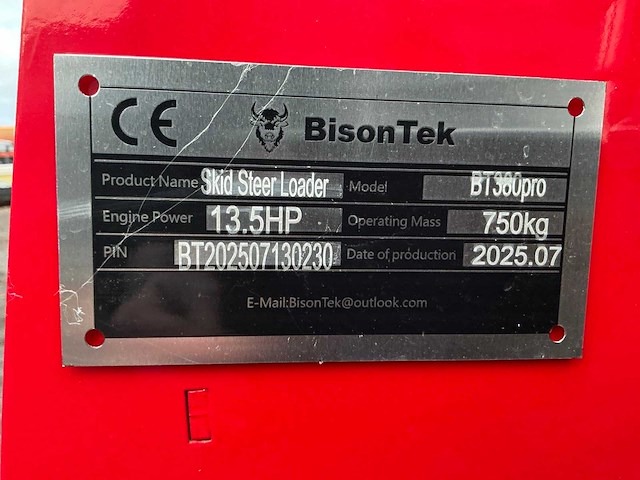 CE BisonTek
Product Name Skid Steer Loader Model BT380pro
Engine Power 13.5HP Operating Mass 750kg
PIN BT202507130230 Date of production 2025.07
E-Mail:BisonTek@outlook.com